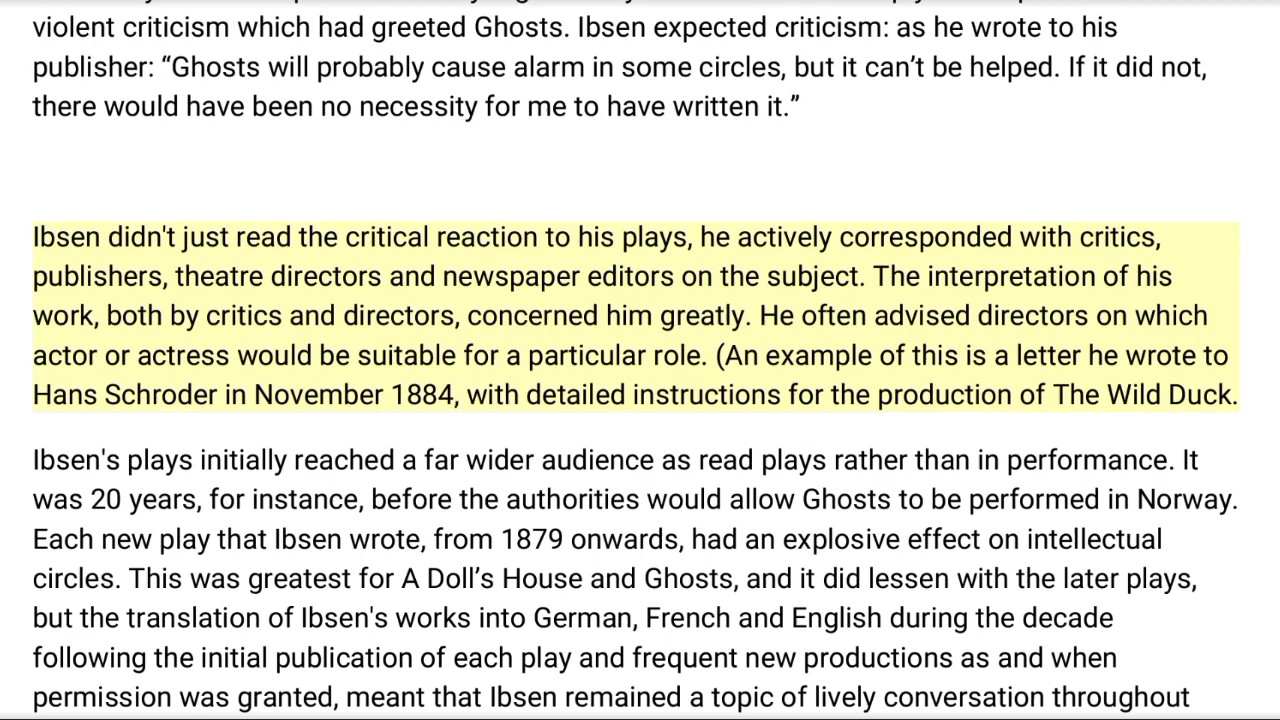 violent criticism which had greeted Ghosts. Ibsen expected criticism: as he wrote to his
publisher: “Ghosts will probably cause alarm in some circles, but it can’t be helped. If it did not,
there would have been no necessity for me to have written it.”
Ibsen didn't just read the critical reaction to his plays, he actively corresponded with critics,
publishers, theatre directors and newspaper editors on the subject. The interpretation of his
work, both by critics and directors, concerned him greatly. He often advised directors on which
actor or actress would be suitable for a particular role. (An example of this is a letter he wrote to
Hans Schroder in November 1884, with detailed instructions for the production of The Wild Duck.
Ibsen's plays initially reached a far wider audience as read plays rather than in performance. It
was 20 years, for instance, before the authorities would allow Ghosts to be performed in Norway.
Each new play that Ibsen wrote, from 1879 onwards, had an explosive effect on intellectual
circles. This was greatest for A Doll’s House and Ghosts, and it did lessen with the later plays,
but the translation of Ibsen's works into German, French and English during the decade
following the initial publication of each play and frequent new productions as and when
permission was granted, meant that Ibsen remained a topic of lively conversation throughout